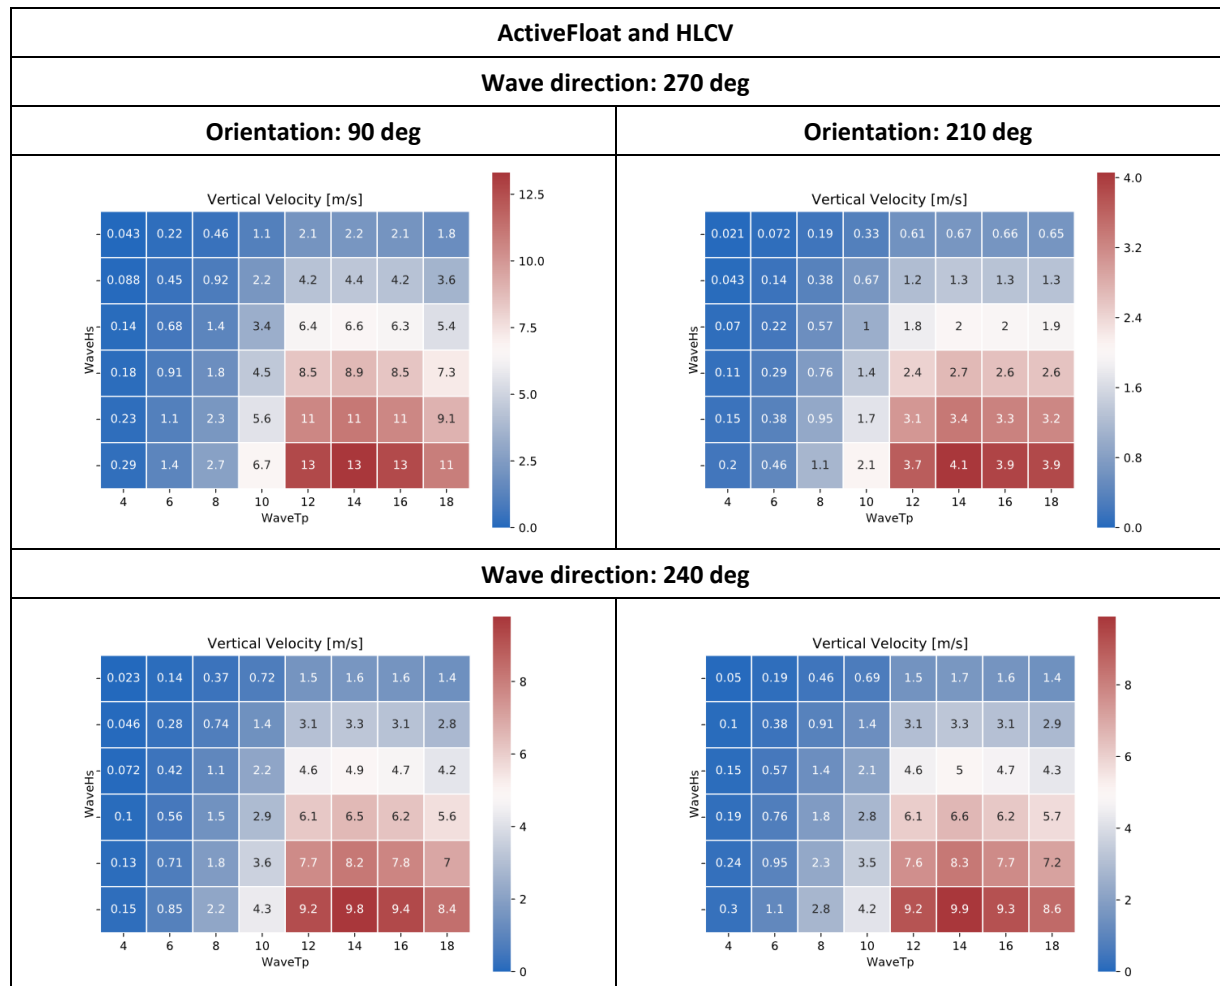 ActiveFloat and HLCV
Wave direction: 270 deg
Orientation: 90 deg
Orientation: 210 deg
Vertical Velocity [m/s]
0.043 0.22 0.46 1.1 2.1 2.2 2.1 1.8
0.088 0.45 0.92 2.2 4.2 4.4 4.2 3.6
0.14 0.68 1.4 3.4 6.4 6.6 6.3 5.4
0.18 0.91 1.8 4.5 8.5 8.9 8.5 7.3
0.23 1.1 2.3 5.6 11 11 11 9.1
0.29 1.4 2.7 6.7 13 13 13 11
4 6 8 10 12 14 16 18
WaveTp
WaveHs
12.5
10.0
7.5
5.0
2.5
0.0
Vertical Velocity [m/s]
0.021 0.072 0.19 0.33 0.61 0.67 0.66 0.65
0.043 0.14 0.38 0.67 1.2 1.3 1.3 1.3
0.07 0.22 0.57 1 1.8 2 2 1.9
0.11 0.29 0.76 1.4 2.4 2.7 2.6 2.6
0.15 0.38 0.95 1.7 3.1 3.4 3.3 3.2
0.2 0.46 1.1 2.1 3.7 4.1 3.9 3.9
4 6 8 10 12 14 16 18
WaveTp
WaveHs
4.0
3.2
2.4
1.6
0.8
0.0
Wave direction: 240 deg
Vertical Velocity [m/s]
0.023 0.14 0.37 0.72 1.5 1.6 1.6 1.4
0.046 0.28 0.74 1.4 3.1 3.3 3.1 2.8
0.072 0.42 1.1 2.2 4.6 4.9 4.7 4.2
0.1 0.56 1.5 2.9 6.1 6.5 6.2 5.6
0.13 0.71 1.8 3.6 7.7 8.2 7.8 7
0.15 0.85 2.2 4.3 9.2 9.8 9.4 8.4
4 6 8 10 12 14 16 18
WaveTp
WaveHs
8
6
4
2
0
Vertical Velocity [m/s]
0.05 0.19 0.46 0.69 1.5 1.7 1.6 1.4
0.1 0.38 0.91 1.4 3.1 3.3 3.1 2.9
0.15 0.57 1.4 2.1 4.6 5 4.7 4.3
0.19 0.76 1.8 2.8 6.1 6.6 6.2 5.7
0.24 0.95 2.3 3.5 7.6 8.3 7.7 7.2
0.3 1.1 2.8 4.2 9.2 9.9 9.3 8.6
4 6 8 10 12 14 16 18
WaveTp
WaveHs
8
6
4
2
0